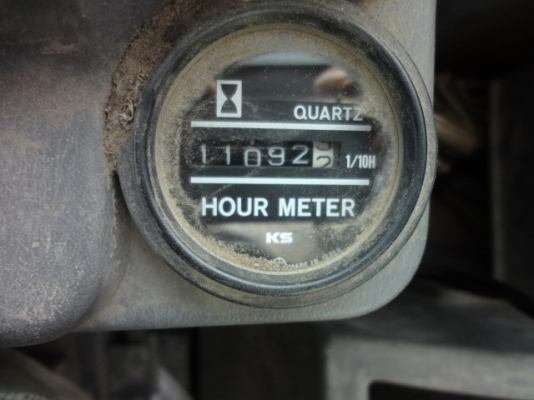 QUARTZ
11092
1/10H
HOUR METER
KS